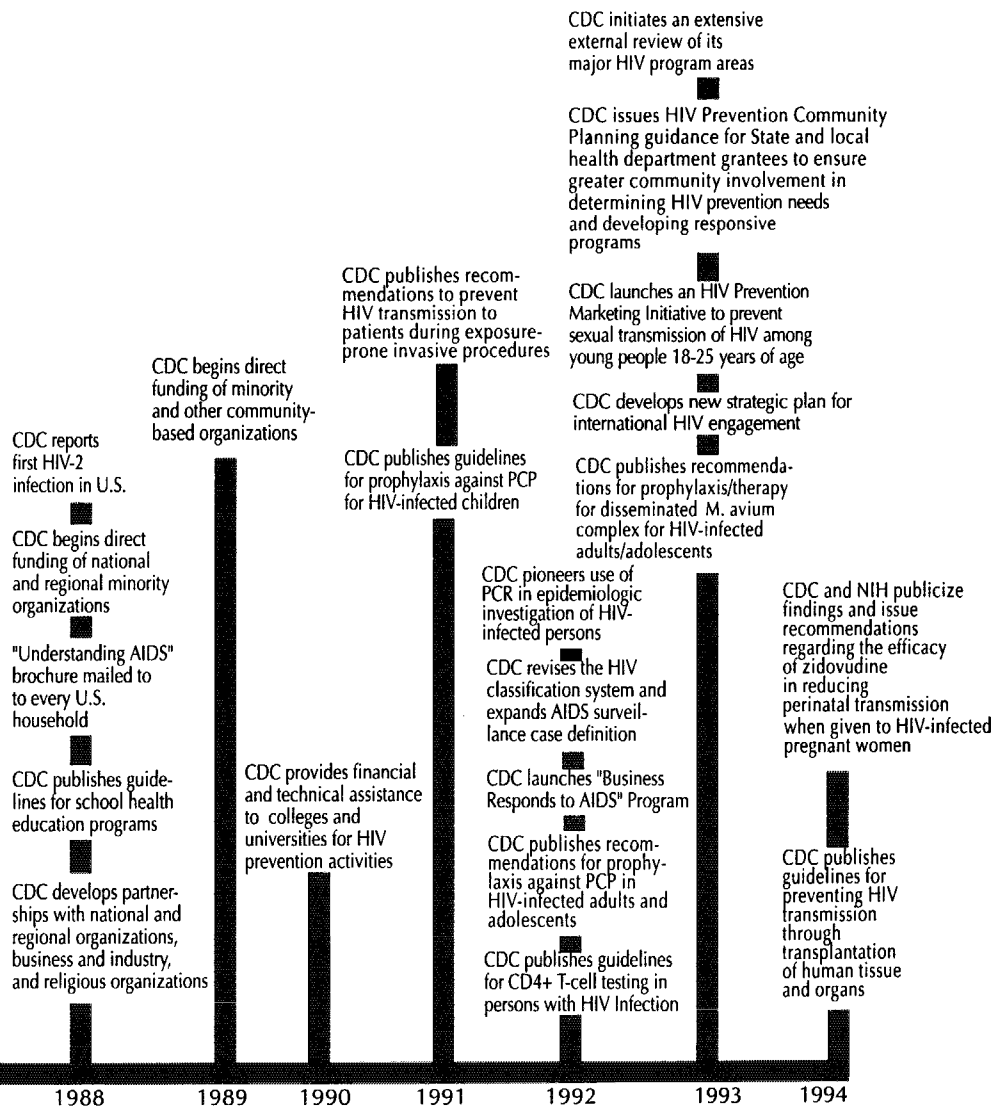 CDC initiates an extensive
external review of its
major HIV program areas
CDC issues HIV Prevention Community
Planning guidance for State and local
health department grantees to ensure
greater community involvement in
determining HIV prevention needs
and developing responsive
programs
CDC launches an HIV Prevention
Marketing Initiative to prevent
sexual transmission of HIV among
young people 18-25 years of age
CDC develops new strategic plan for
international HIV engagement
CDC publishes recommenda-
tions for prophylaxis/therapy
for disseminated M. avium
complex for HIV-infected
adults/adolescents
CDC publishes recom-
mendations to prevent
HIV transmission to
patients during exposure-
prone invasive procedures
CDC publishes guidelines
for prophylaxis against PCP
for HIV-infected children
CDC begins direct
funding of minority
and other community-
based organizations
CDC reports
first HIV-2
infection in U.S.
CDC begins direct
funding of national
and regional minority
organizations
"Understanding AIDS"
brochure mailed to
to every U.S.
household
CDC publishes guide-
lines for school health
education programs
CDC develops partner-
ships with national and
regional organizations,
business and industry,
and religious organizations
CDC provides financial
and technical assistance
to colleges and
universities for HIV
prevention activities
CDC pioneers use of
PCR in epidemiologic
investigation of HIV-
infected persons
CDC revises the HIV
classification system and
expands AIDS surveil-
lance case definition
CDC launches "Business
Responds to AIDS" Program
CDC publishes recom-
mendations for prophy-
laxis against PCP in
HIV-infected adults and
adolescents
CDC publishes guidelines
for CD4+ T-cell testing in
persons with HIV Infection
CDC and NIH publicize
findings and issue
recommendations
regarding the efficacy
of zidovudine
in reducing
perinatal transmission
when given to HIV-infected
pregnant women
CDC publishes
guidelines for
preventing HIV
transmission
through
transplantation
of human tissue
and organs
1988
1989
1990
1991
1992
1993
1994